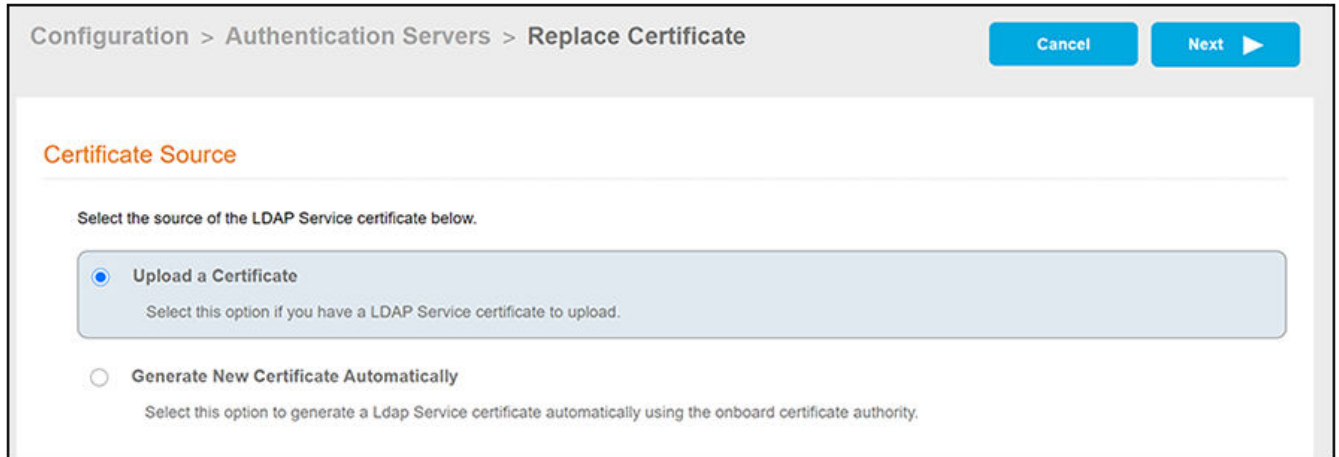 Configuration > Authentication Servers > Replace Certificate
Cancel
Next
Certificate Source
Select the source of the LDAP Service certificate below.
Upload a Certificate
Select this option if you have a LDAP Service certificate to upload.
Generate New Certificate Automatically
Select this option to generate a Ldap Service certificate automatically using the onboard certificate authority.